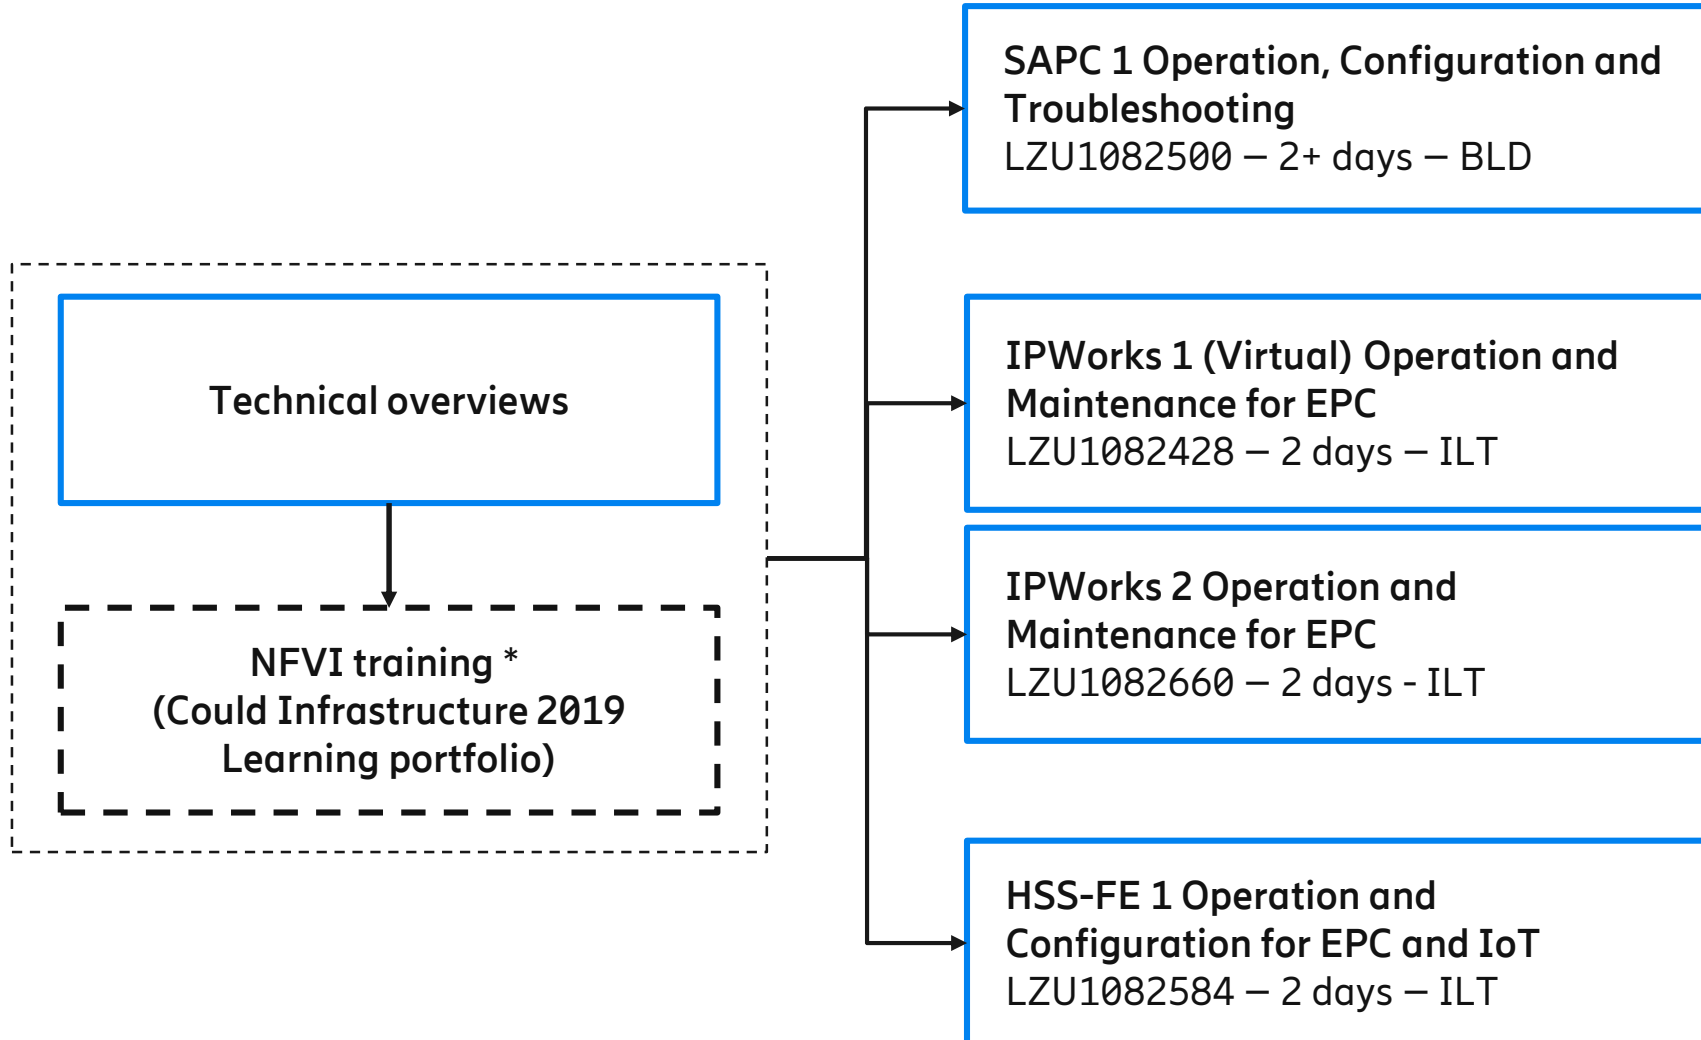 SAPC 1 Operation, Configuration and
Troubleshooting
LZU1082500 – 2+ days – BLD
Technical overviews
NFVI training *
(Could Infrastructure 2019
Learning portfolio)
IPWorks 1 (Virtual) Operation and
Maintenance for EPC
LZU1082428 – 2 days – ILT
IPWorks 2 Operation and
Maintenance for EPC
LZU1082660 – 2 days - ILT
HSS-FE 1 Operation and
Configuration for EPC and IoT
LZU1082584 – 2 days – ILT